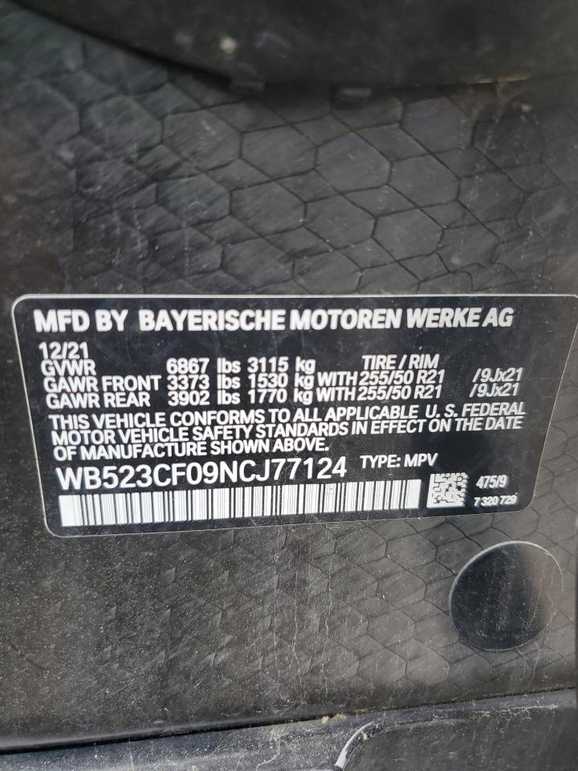 MFD BY BAYERISCHE MOTOREN WERKE AG
12/21
GVWR 6867 lbs 3115 kg TIRE / RIM
GAWR FRONT 3373 lbs 1530 kg WITH 255/50 R21 /9Jx21
GAWR REAR 3902 lbs 1770 kg WITH 255/50 R21 /9Jx21
THIS VEHICLE CONFORMS TO ALL APPLICABLE U.S. FEDERAL
MOTOR VEHICLE SAFETY STANDARDS IN EFFECT ON THE DATE
OF MANUFACTURE SHOWN ABOVE.
WB523CF09NCJ77124 TYPE: MPV
475/9
7 320 729